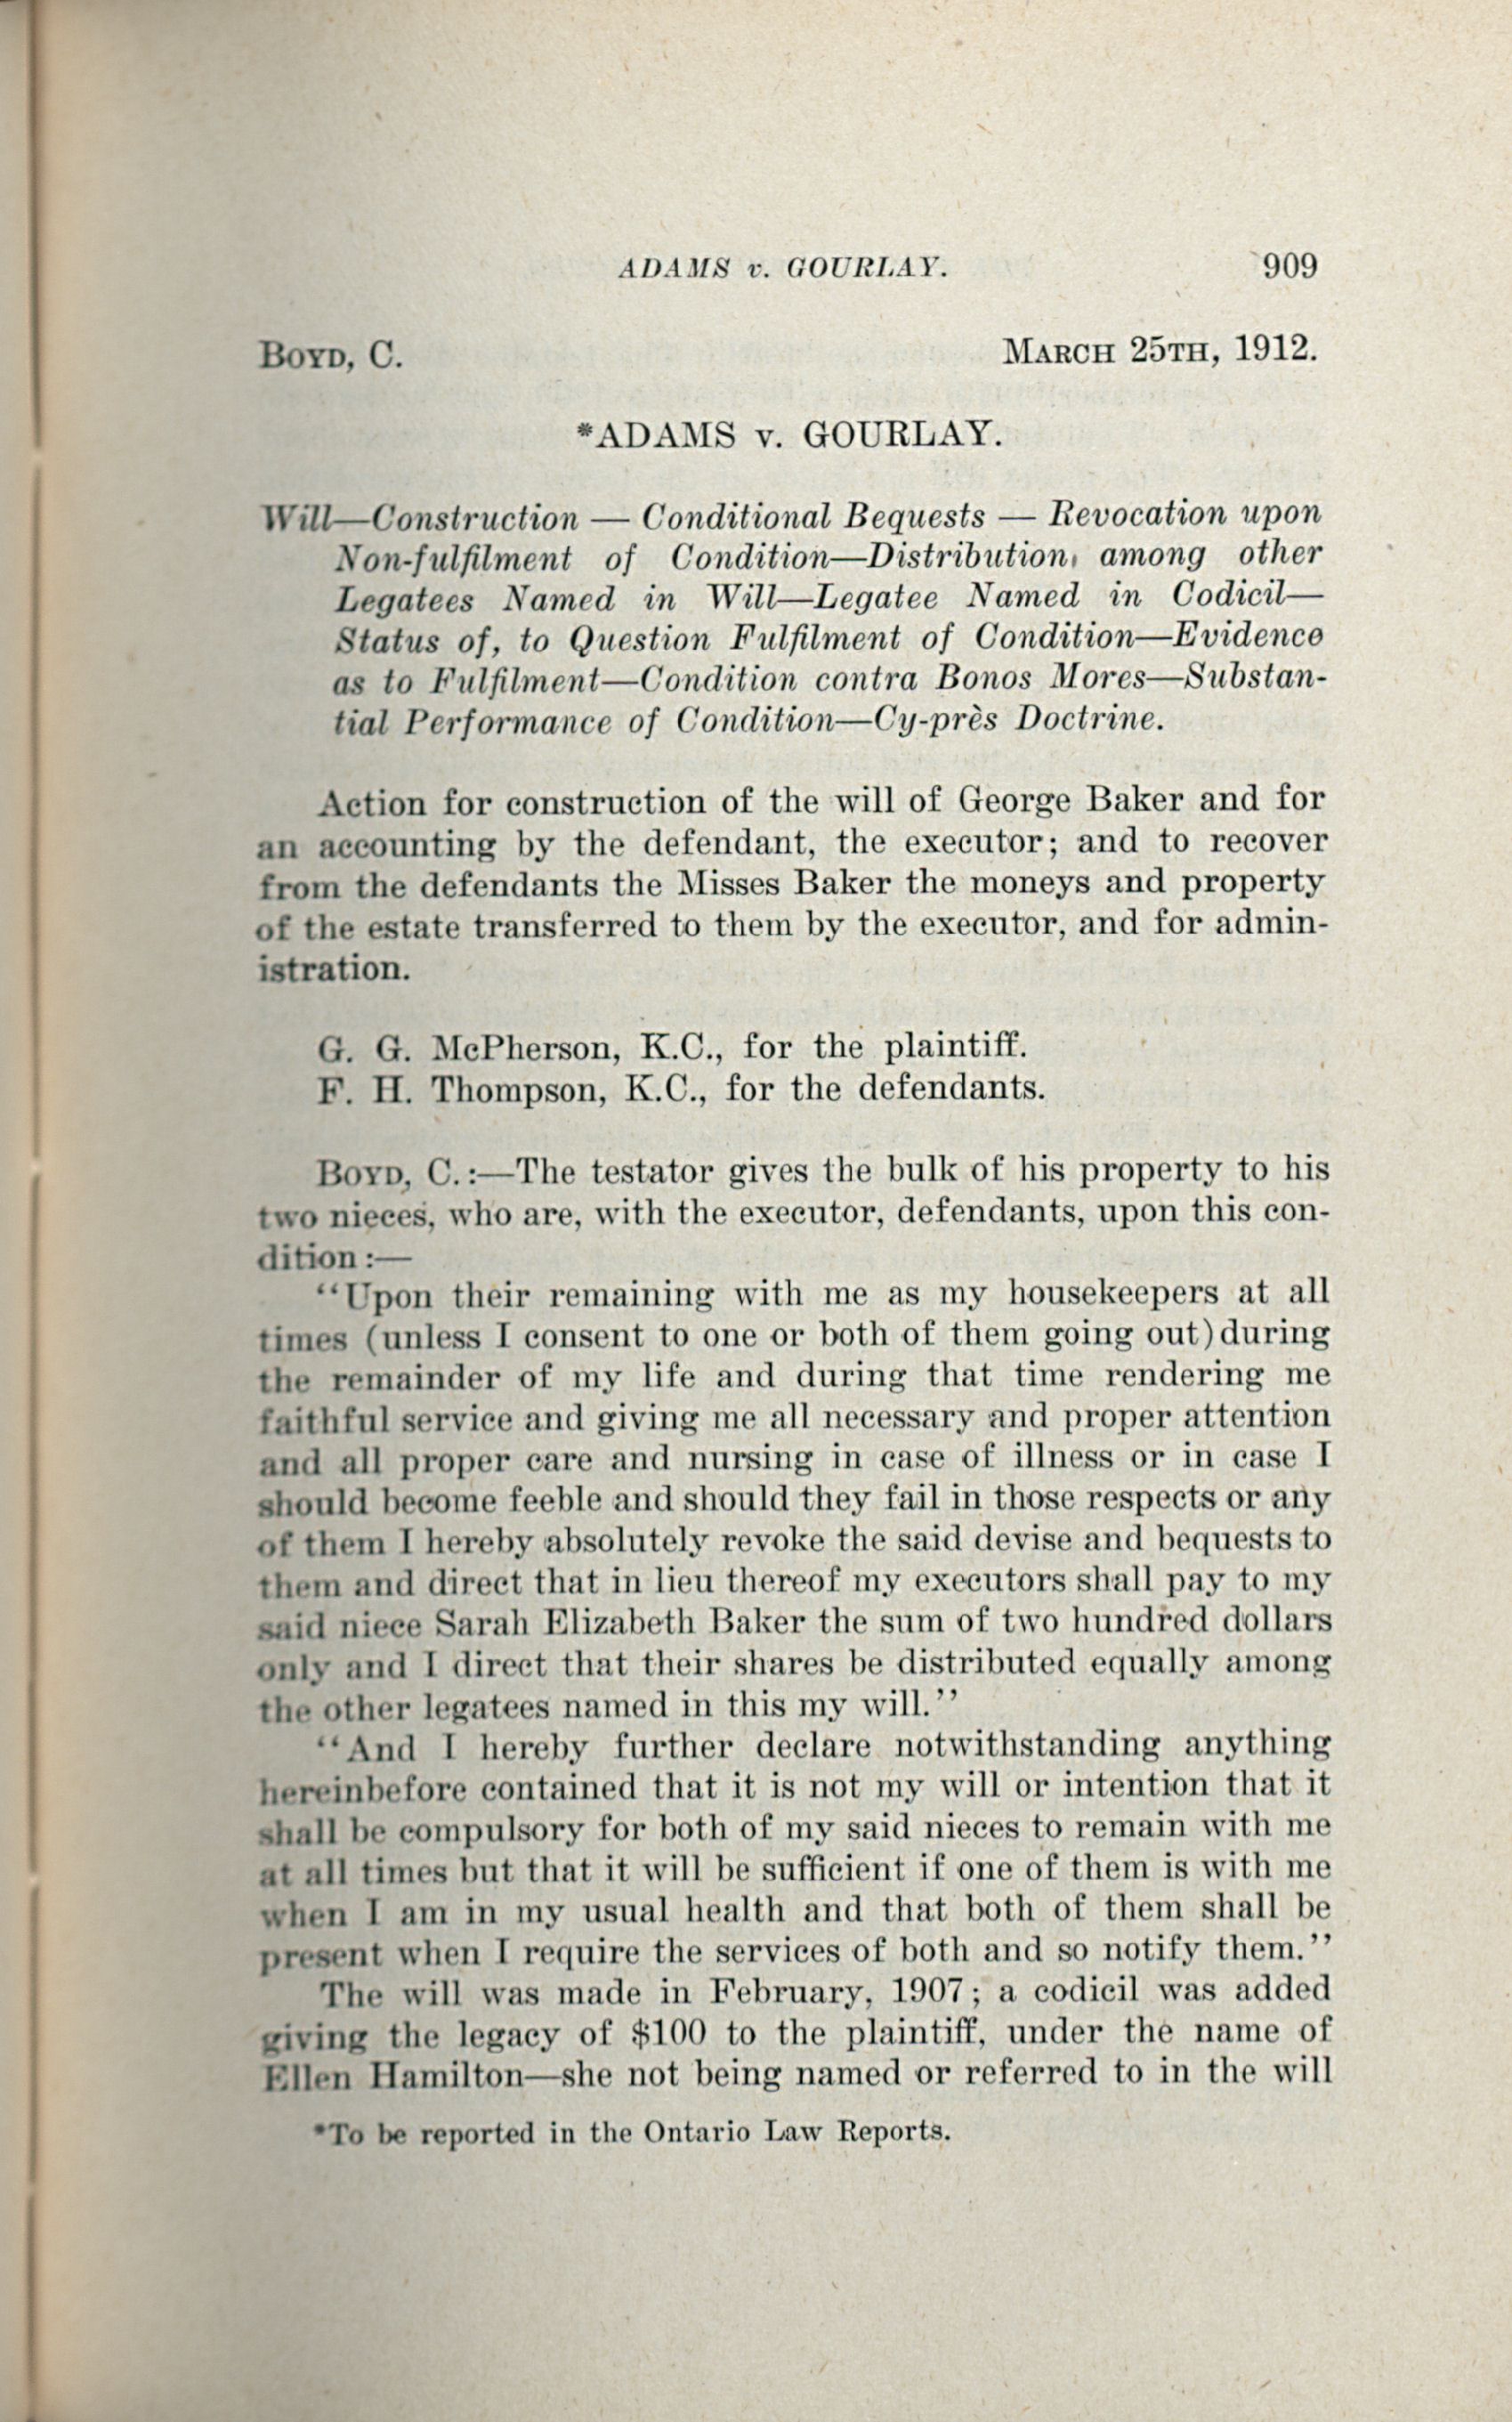 ADAMS v. GOURLAY. 909
BOYD, C. MARCH 25TH, 1912.
*ADAMS v. GOURLAY.
Will—Construction — Conditional Bequests — Revocation upon
Non-fulfilment of Condition—Distribution, among other
Legatees Named in Will—Legatee Named in Codicil—
Status of, to Question Fulfilment of Condition—Evidence
as to Fulfilment—Condition contra Bonos Mores—Substan-
tial Performance of Condition—Cy-près Doctrine.
Action for construction of the will of George Baker and for
an accounting by the defendant, the executor; and to recover
from the defendants the Misses Baker the moneys and property
of the estate transferred to them by the executor, and for admin-
istration.
G. G. McPherson, K.C., for the plaintiff.
F. H. Thompson, K.C., for the defendants.
BOYD, C.:—The testator gives the bulk of his property to his
two nieces, who are, with the executor, defendants, upon this con-
dition:—
“Upon their remaining with me as my housekeepers at all
times (unless I consent to one or both of them going out) during
the remainder of my life and during that time rendering me
faithful service and giving me all necessary and proper attention
and all proper care and nursing in case of illness or in case I
should become feeble and should they fail in those respects or any
of them I hereby absolutely revoke the said devise and bequests to
them and direct that in lieu thereof my executors shall pay to my
said niece Sarah Elizabeth Baker the sum of two hundred dollars
only and I direct that their shares be distributed equally among
the other legatees named in this my will.”
“And I hereby further declare notwithstanding anything
hereinbefore contained that it is not my will or intention that it
shall be compulsory for both of my said nieces to remain with me
at all times but that it will be sufficient if one of them is with me
when I am in my usual health and that both of them shall be
present when I require the services of both and so notify them.”
The will was made in February, 1907; a codicil was added
giving the legacy of $100 to the plaintiff, under the name of
Ellen Hamilton—she not being named or referred to in the will
*To be reported in the Ontario Law Reports.